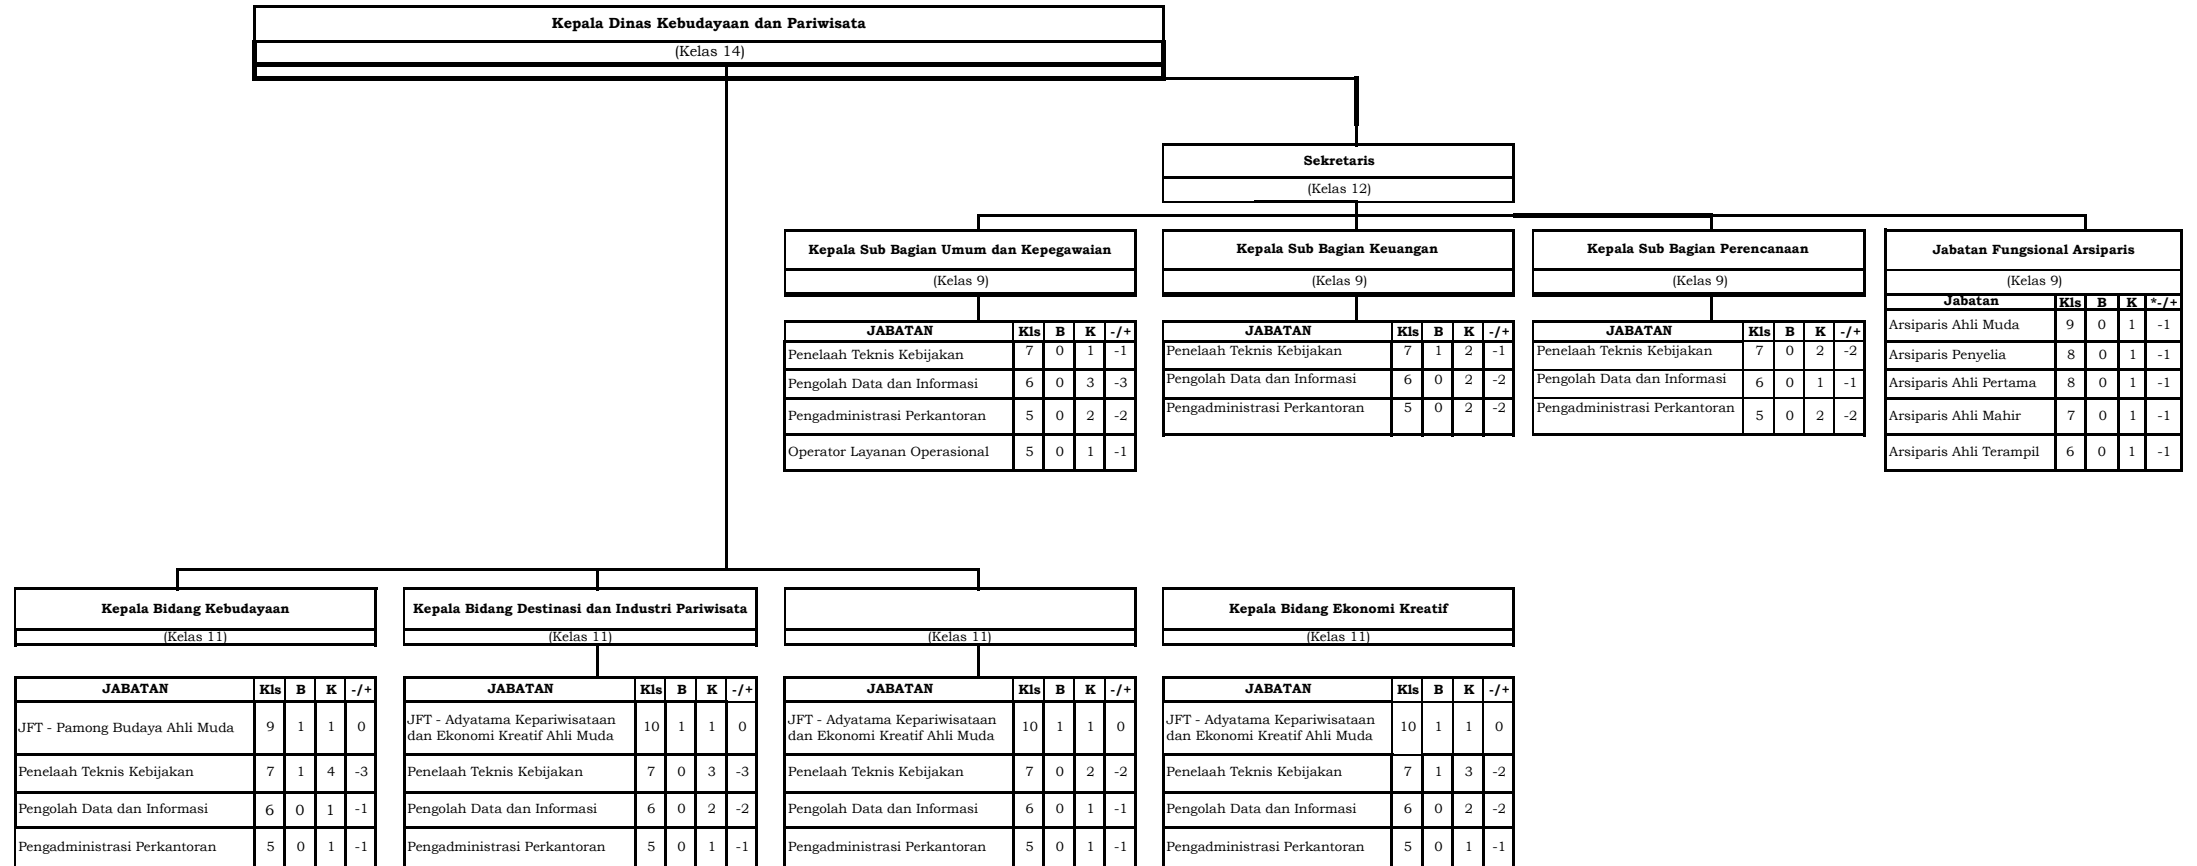 Kepala Dinas Kebudayaan dan Pariwisata
(Kelas 14)
Sekretaris
(Kelas 12)
Kepala Sub Bagian Umum dan Kepegawaian
(Kelas 9)
JABATAN Kls B K -/+
Penelaah Teknis Kebijakan 7 0 1 -1
Pengolah Data dan Informasi 6 0 3 -3
Pengadministrasi Perkantoran 5 0 2 -2
Operator Layanan Operasional 5 0 1 -1
Kepala Sub Bagian Keuangan
(Kelas 9)
JABATAN Kls B K -/+
Penelaah Teknis Kebijakan 7 1 2 -1
Pengolah Data dan Informasi 6 0 2 -2
Pengadministrasi Perkantoran 5 0 2 -2
Kepala Sub Bagian Perencanaan
(Kelas 9)
JABATAN Kls B K -/+
Penelaah Teknis Kebijakan 7 0 2 -2
Pengolah Data dan Informasi 6 0 1 -1
Pengadministrasi Perkantoran 5 0 2 -2
Jabatan Fungsional Arsiparis
(Kelas 9)
Jabatan Kls B K *-/+
Arsiparis Ahli Muda 9 0 1 -1
Arsiparis Penyelia 8 0 1 -1
Arsiparis Ahli Pertama 8 0 1 -1
Arsiparis Ahli Mahir 7 0 1 -1
Arsiparis Ahli Terampil 6 0 1 -1
Kepala Bidang Kebudayaan
(Kelas 11)
JABATAN Kls B K -/+
JFT - Pamong Budaya Ahli Muda 9 1 1 0
Penelaah Teknis Kebijakan 7 1 4 -3
Pengolah Data dan Informasi 6 0 1 -1
Pengadministrasi Perkantoran 5 0 1 -1
Kepala Bidang Destinasi dan Industri Pariwisata
(Kelas 11)
JABATAN Kls B K -/+
JFT - Adyatama Kepariwisataan
dan Ekonomi Kreatif Ahli Muda 10 1 1 0
Penelaah Teknis Kebijakan 7 0 3 -3
Pengolah Data dan Informasi 6 0 2 -2
Pengadministrasi Perkantoran 5 0 1 -1
(Kelas 11)
JABATAN Kls B K -/+
JFT - Adyatama Kepariwisataan
dan Ekonomi Kreatif Ahli Muda 10 1 1 0
Penelaah Teknis Kebijakan 7 0 2 -2
Pengolah Data dan Informasi 6 0 1 -1
Pengadministrasi Perkantoran 5 0 1 -1
Kepala Bidang Ekonomi Kreatif
(Kelas 11)
JABATAN Kls B K -/+
JFT - Adyatama Kepariwisataan
dan Ekonomi Kreatif Ahli Muda 10 1 1 0
Penelaah Teknis Kebijakan 7 1 3 -2
Pengolah Data dan Informasi 6 0 2 -2
Pengadministrasi Perkantoran 5 0 1 -1